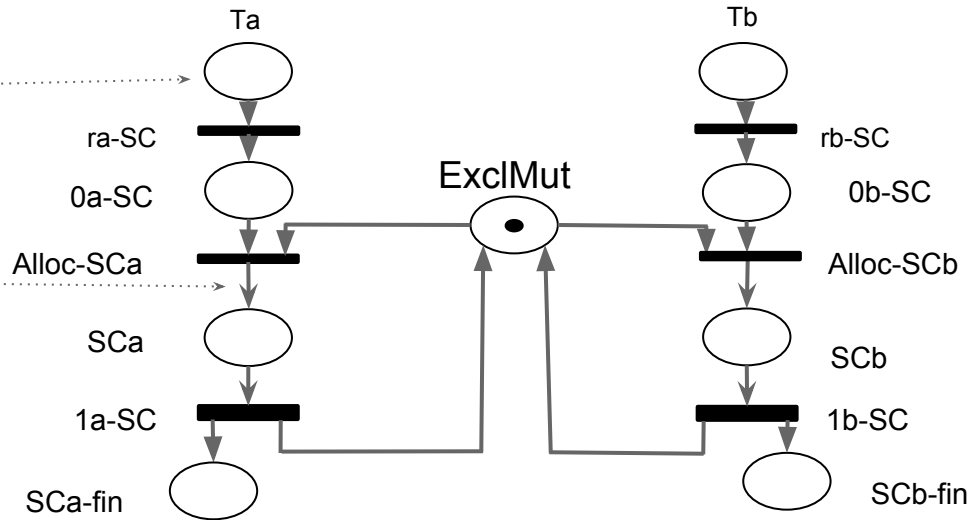 Ta
Tb
ra-SC
rb-SC
ExclMut
0a-SC
0b-SC
Alloc-SCa
Alloc-SCb
SCa
SCb
1a-SC
1b-SC
SCa-fin
SCb-fin